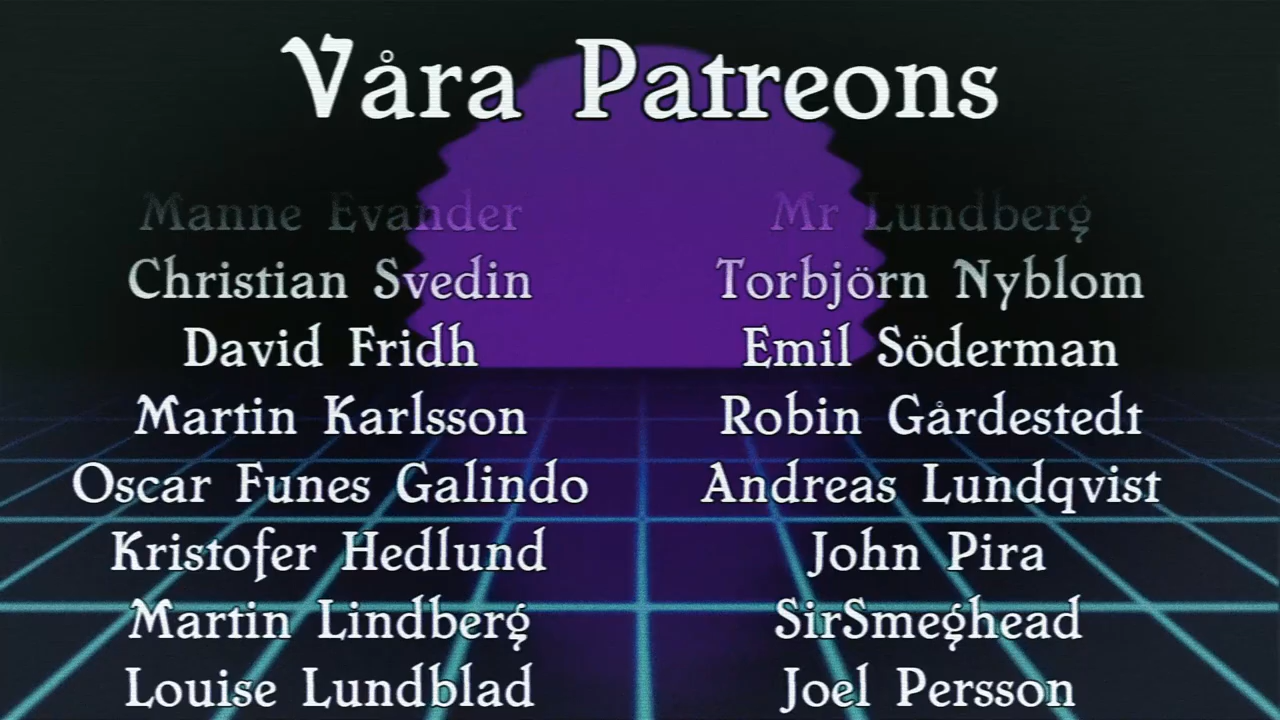 Våra Patreons
Manne Evander
Mr Lundberg
Christian Svedin
Torbjörn Nyblom
David Fridh
Emil Söderman
Martin Karlsson
Robin Gårdestedt
Oscar Funes Galindo
Andreas Lundqvist
Kristofer Hedlund
John Pira
Martin Lindberg
SirSmeghead
Louise Lundblad
Joel Persson